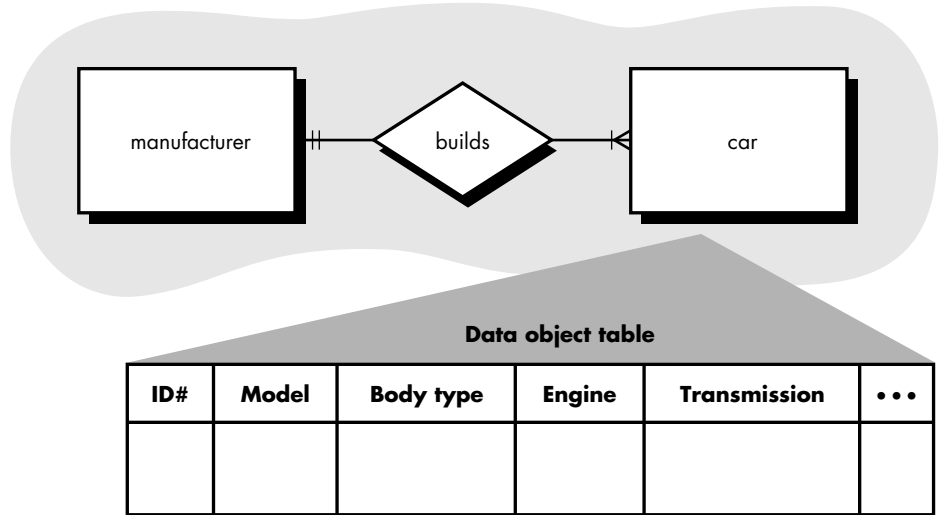 manufacturer builds car
Data object table
ID# Model Body type Engine Transmission •••